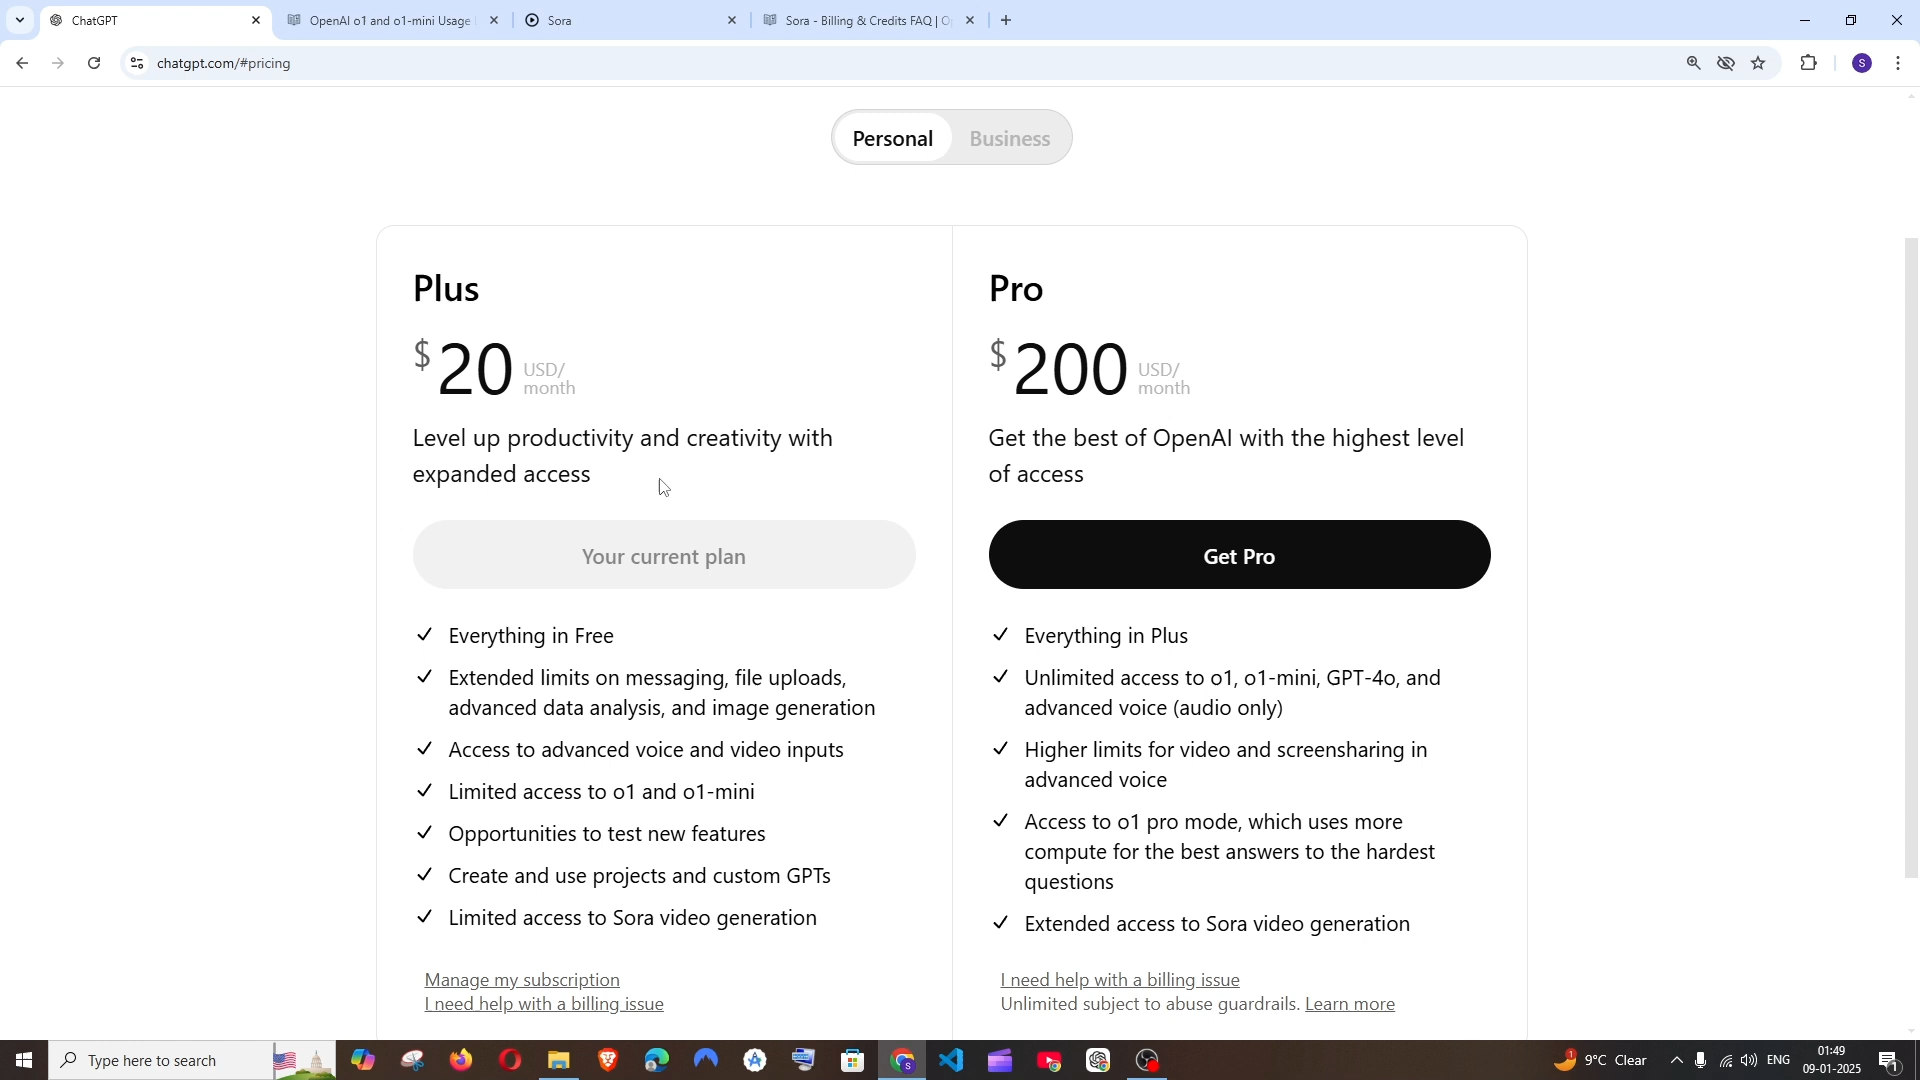 ChatGPT
OpenAI o1 and o1-mini Usage
Sora
Sora - Billing & Credits FAQ | O
chatgpt.com/#pricing
S
Personal
Business
Plus
$20 USD/
month
Level up productivity and creativity with
expanded access
Your current plan
Everything in Free
Extended limits on messaging, file uploads,
advanced data analysis, and image generation
Access to advanced voice and video inputs
Limited access to o1 and o1-mini
Opportunities to test new features
Create and use projects and custom GPTs
Limited access to Sora video generation
Manage my subscription
I need help with a billing issue
Pro
$200 USD/
month
Get the best of OpenAI with the highest level
of access
Get Pro
Everything in Plus
Unlimited access to o1, o1-mini, GPT-4o, and
advanced voice (audio only)
Higher limits for video and screensharing in
advanced voice
Access to o1 pro mode, which uses more
compute for the best answers to the hardest
questions
Extended access to Sora video generation
I need help with a billing issue
Unlimited subject to abuse guardrails. Learn more
Type here to search
1
9°C Clear
ENG
01:49
09-01-2025
1